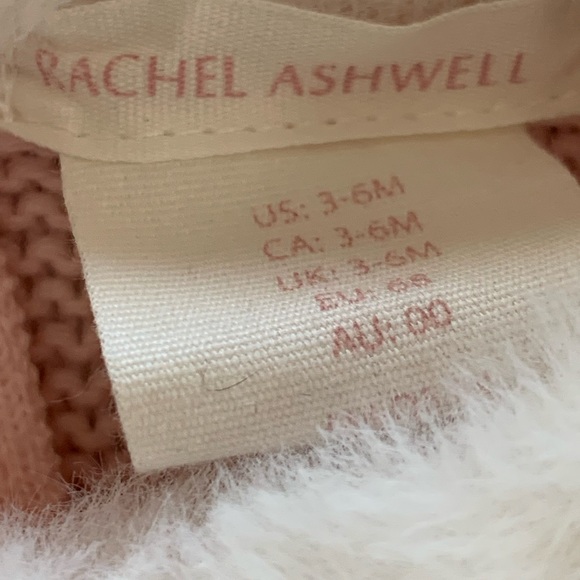 RACHEL ASHWELL
US: 3-6M
CA: 3-6M
UK: 3-6M
EU: 68
AU: 00